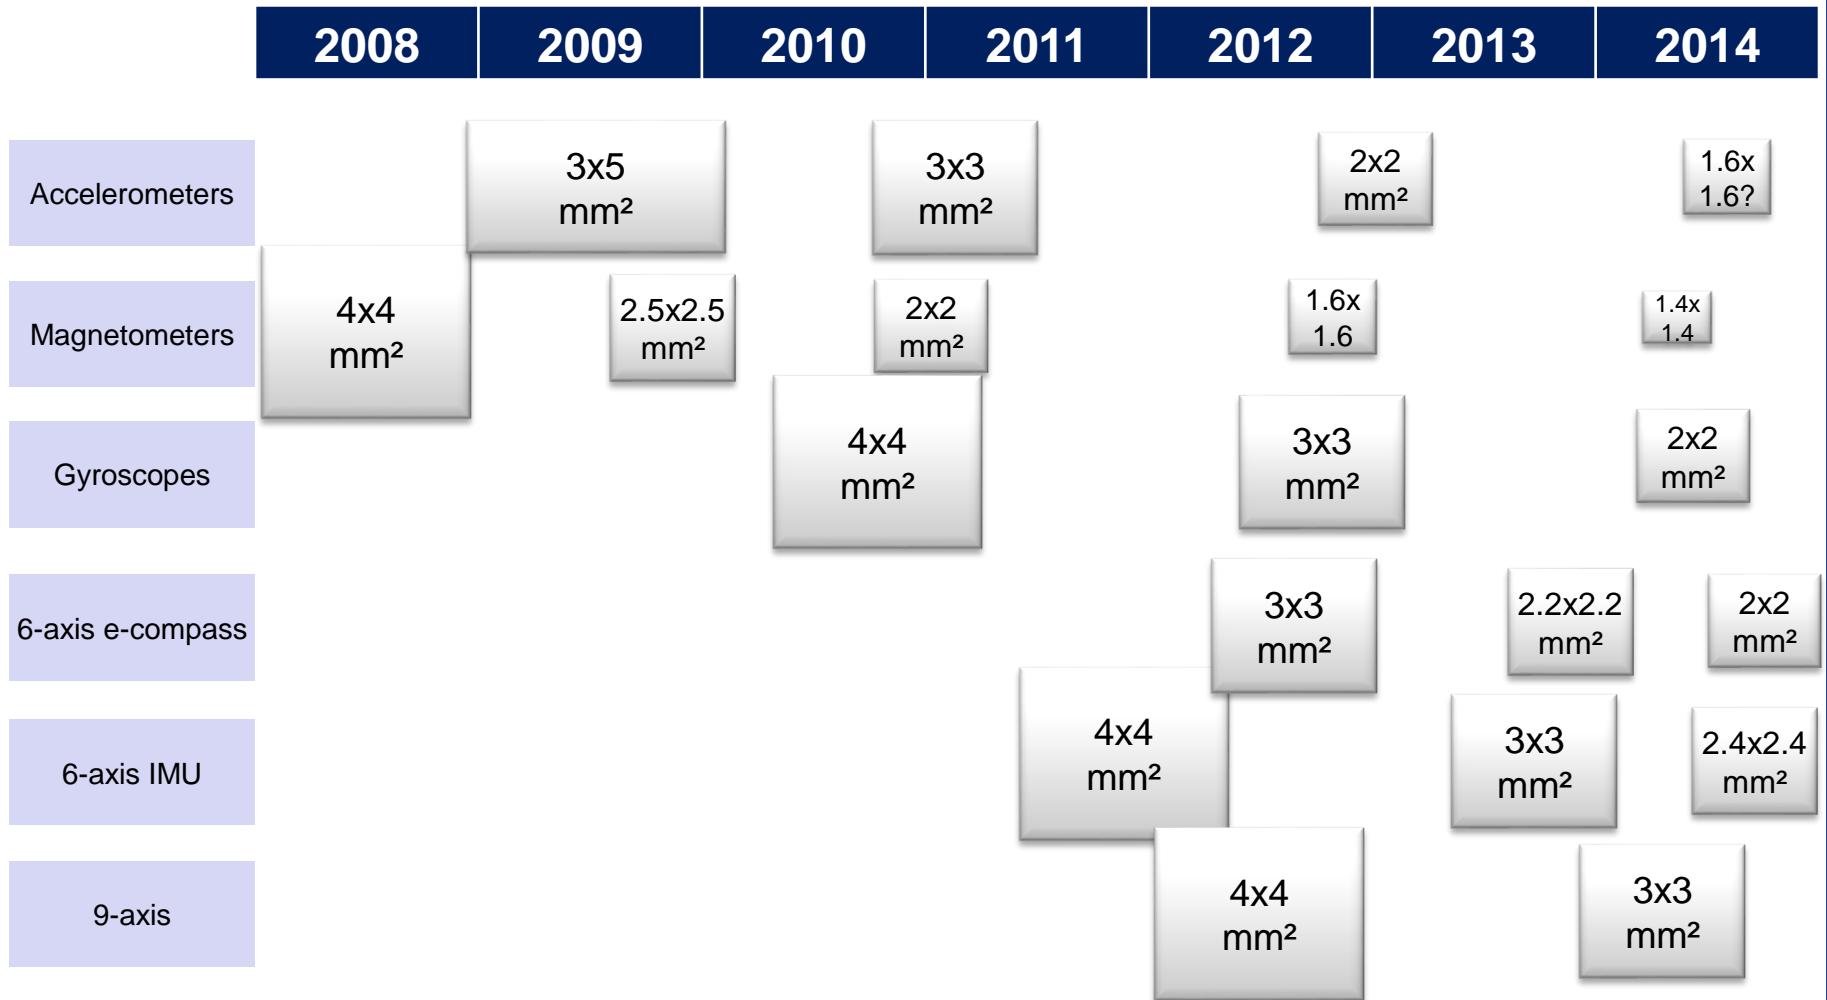 2008 2009 2010 2011 2012 2013 2014
Accelerometers
3x5
mm²
3x3
mm²
2x2
mm²
1.6x
1.6?
Magnetometers
4x4
mm²
2.5x2.5
mm²
2x2
mm²
1.6x
1.6
1.4x
1.4
Gyroscopes
4x4
mm²
3x3
mm²
2x2
mm²
6-axis e-compass
3x3
mm²
2.2x2.2
mm²
2x2
mm²
6-axis IMU
4x4
mm²
3x3
mm²
2.4x2.4
mm²
9-axis
4x4
mm²
3x3
mm²